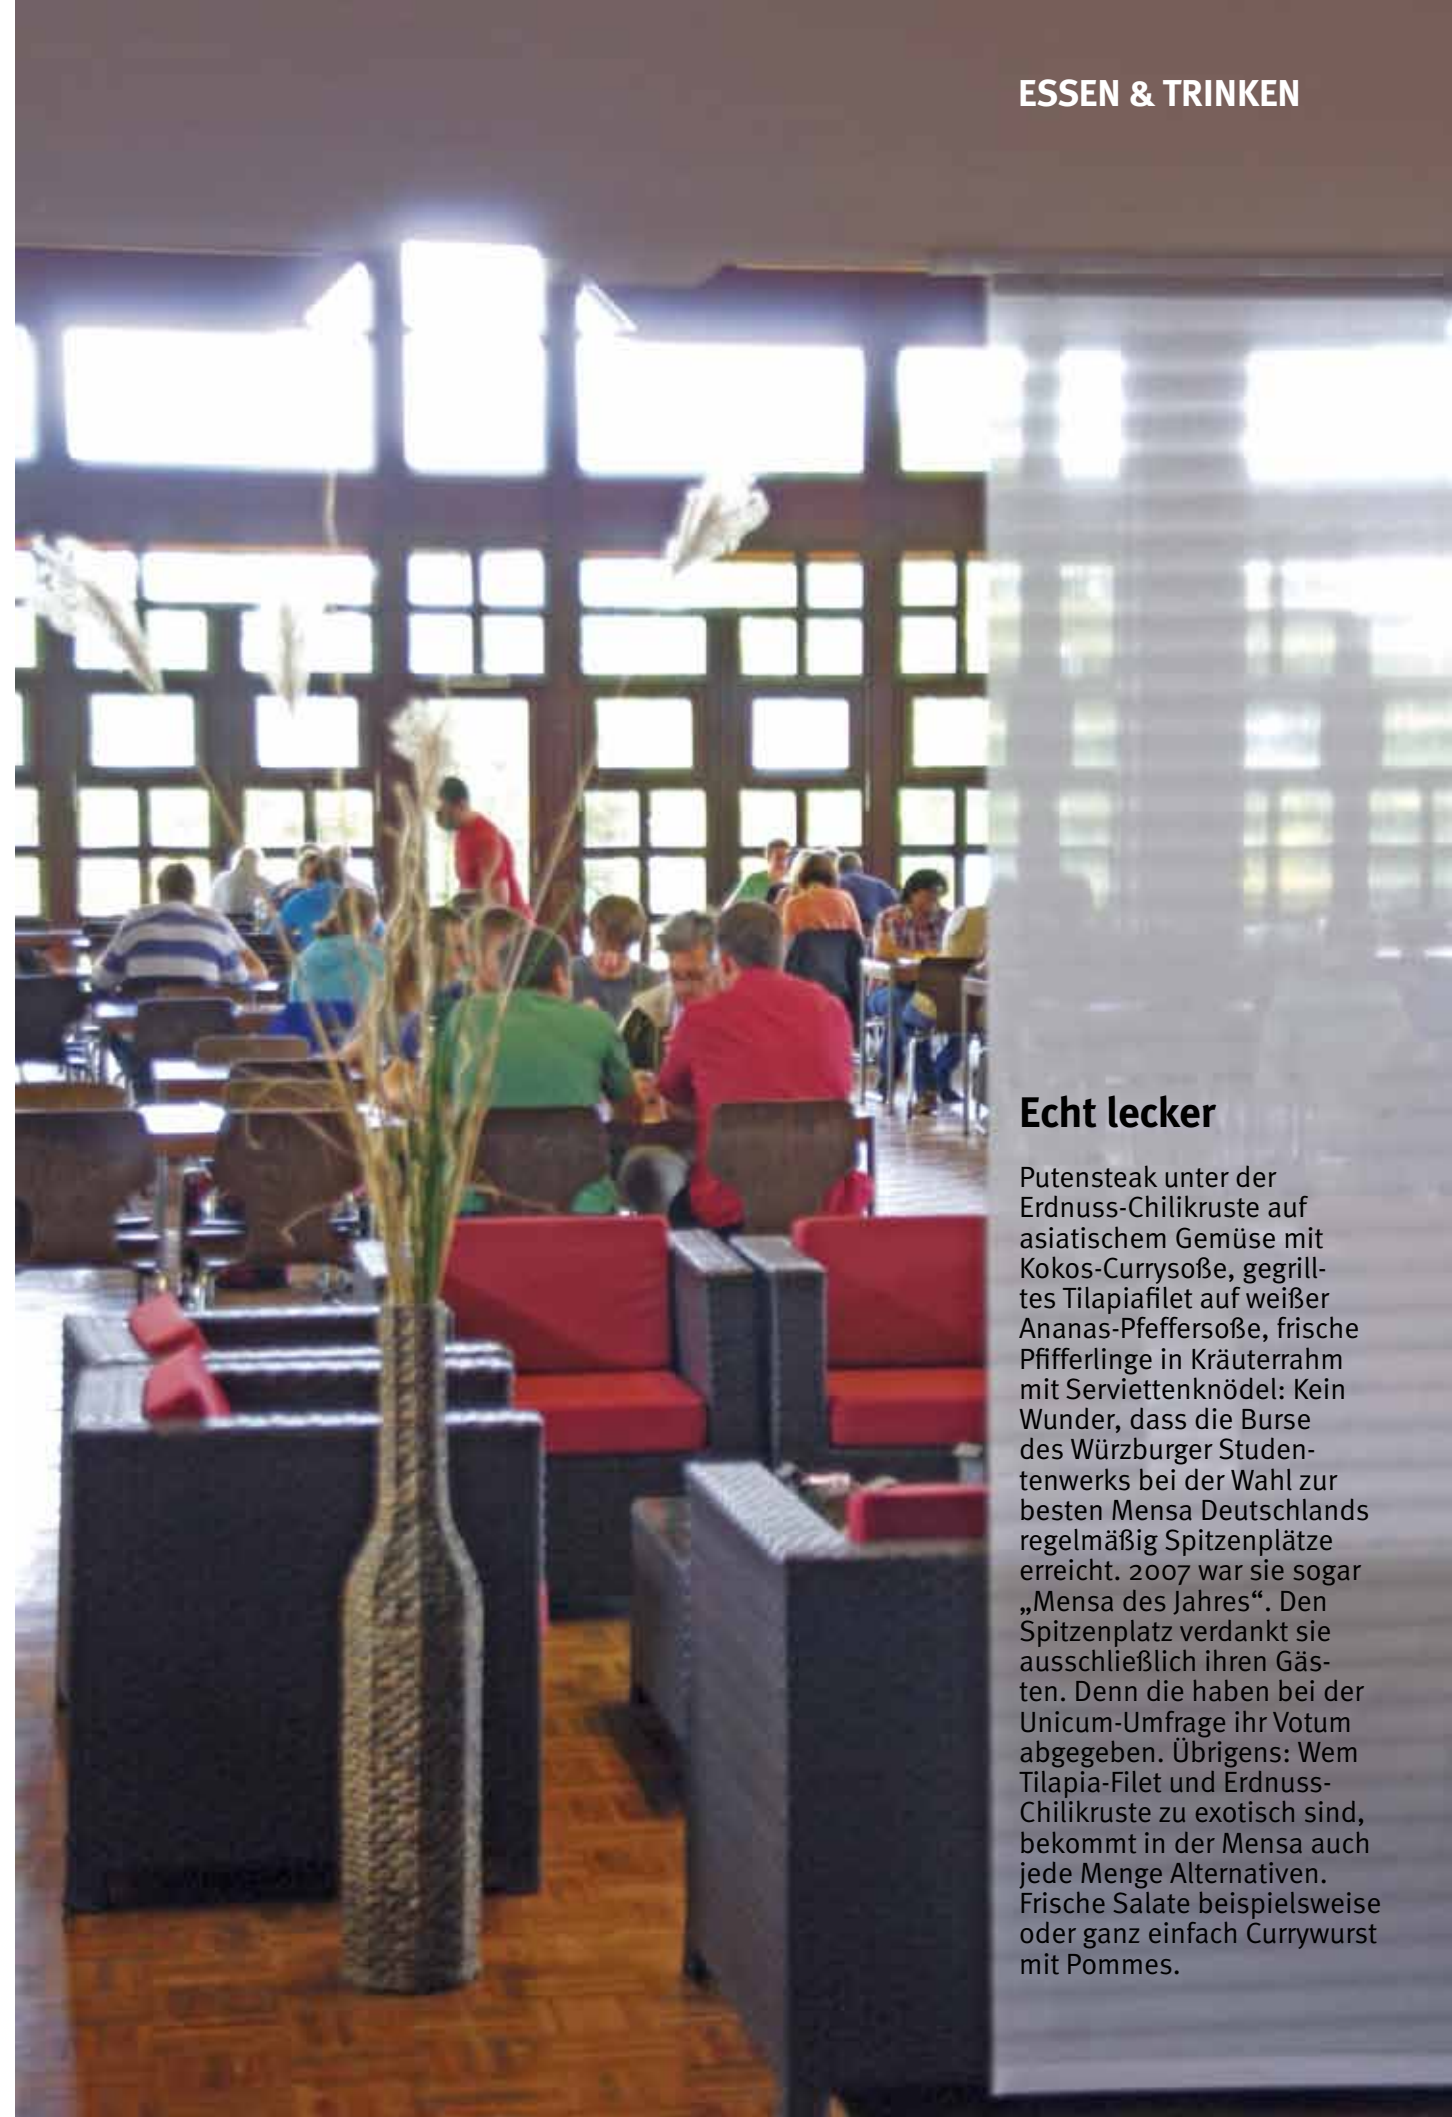 ESSEN & TRINKEN
Echt lecker
Putensteak unter der
Erdnuss-Chilikruste auf
asiatischem Gemüse mit
Kokos-Currysoße, gegrill-
tes Tilapiafilet auf weißer
Ananas-Pfeffersoße, frische
Pfifferlinge in Kräuterrahm
mit Serviettenknödel: Kein
Wunder, dass die Burse
des Würzburger Studen-
tenwerks bei der Wahl zur
besten Mensa Deutschlands
regelmäßig Spitzenplätze
erreicht. 2007 war sie sogar
„Mensa des Jahres“. Den
Spitzenplatz verdankt sie
ausschließlich ihren Gäs-
ten. Denn die haben bei der
Unicum-Umfrage ihr Votum
abgegeben. Übrigens: Wem
Tilapia-Filet und Erdnuss-
Chilikruste zu exotisch sind,
bekommt in der Mensa auch
jede Menge Alternativen.
Frische Salate beispielsweise
oder ganz einfach Currywurst
mit Pommes.